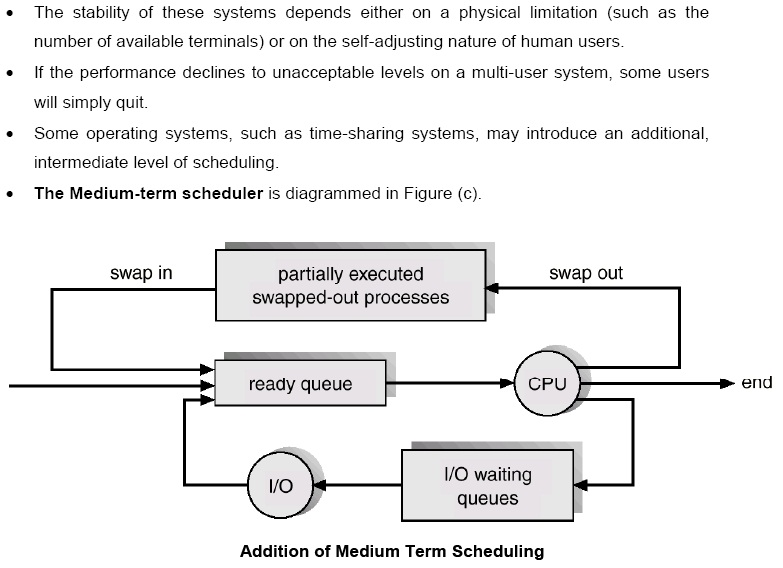 • The stability of these systems depends either on a physical limitation (such as the
number of available terminals) or on the self-adjusting nature of human users.
• If the performance declines to unacceptable levels on a multi-user system, some users
will simply quit.
• Some operating systems, such as time-sharing systems, may introduce an additional,
intermediate level of scheduling.
• The Medium-term scheduler is diagrammed in Figure (c).
swap in
partially executed
swapped-out processes
swap out
ready queue
CPU
end
I/O
I/O waiting
queues
Addition of Medium Term Scheduling